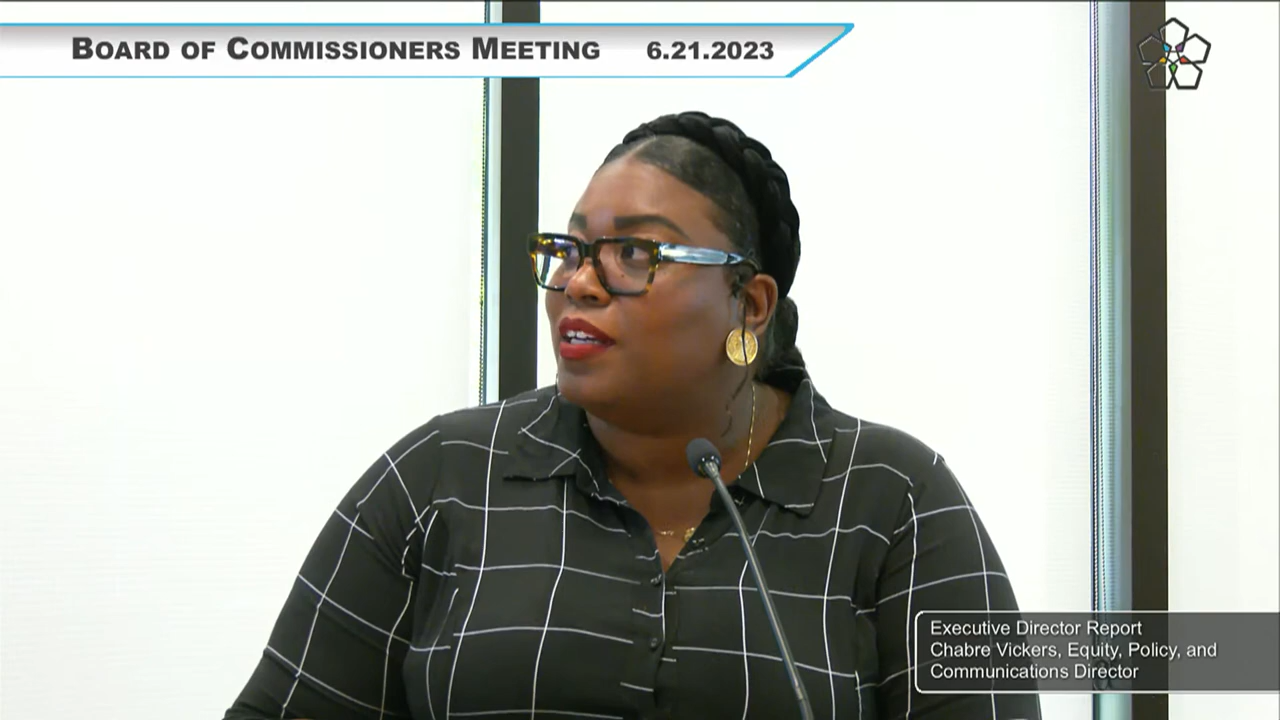 BOARD OF COMMISSIONERS MEETING 6.21.2023
Executive Director Report
Chabre Vickers, Equity, Policy, and
Communications Director